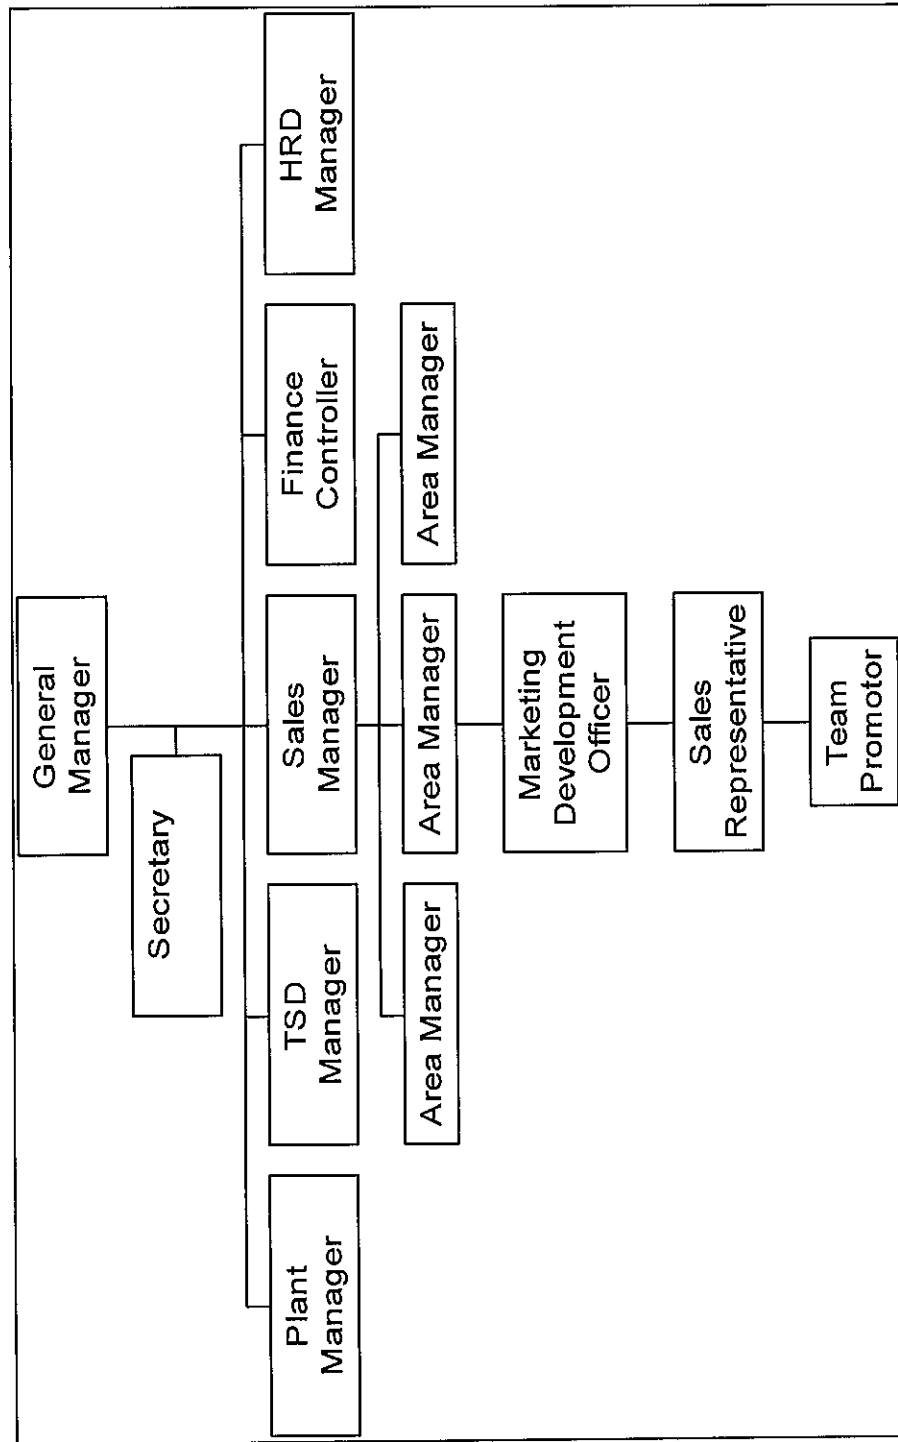 General
Manager
Secretary
Plant
Manager
TSD
Manager
Sales
Manager
Finance
Controller
HRD
Manager
Area Manager
Area Manager
Area Manager
Marketing
Development
Officer
Sales
Representative
Team
Promotor